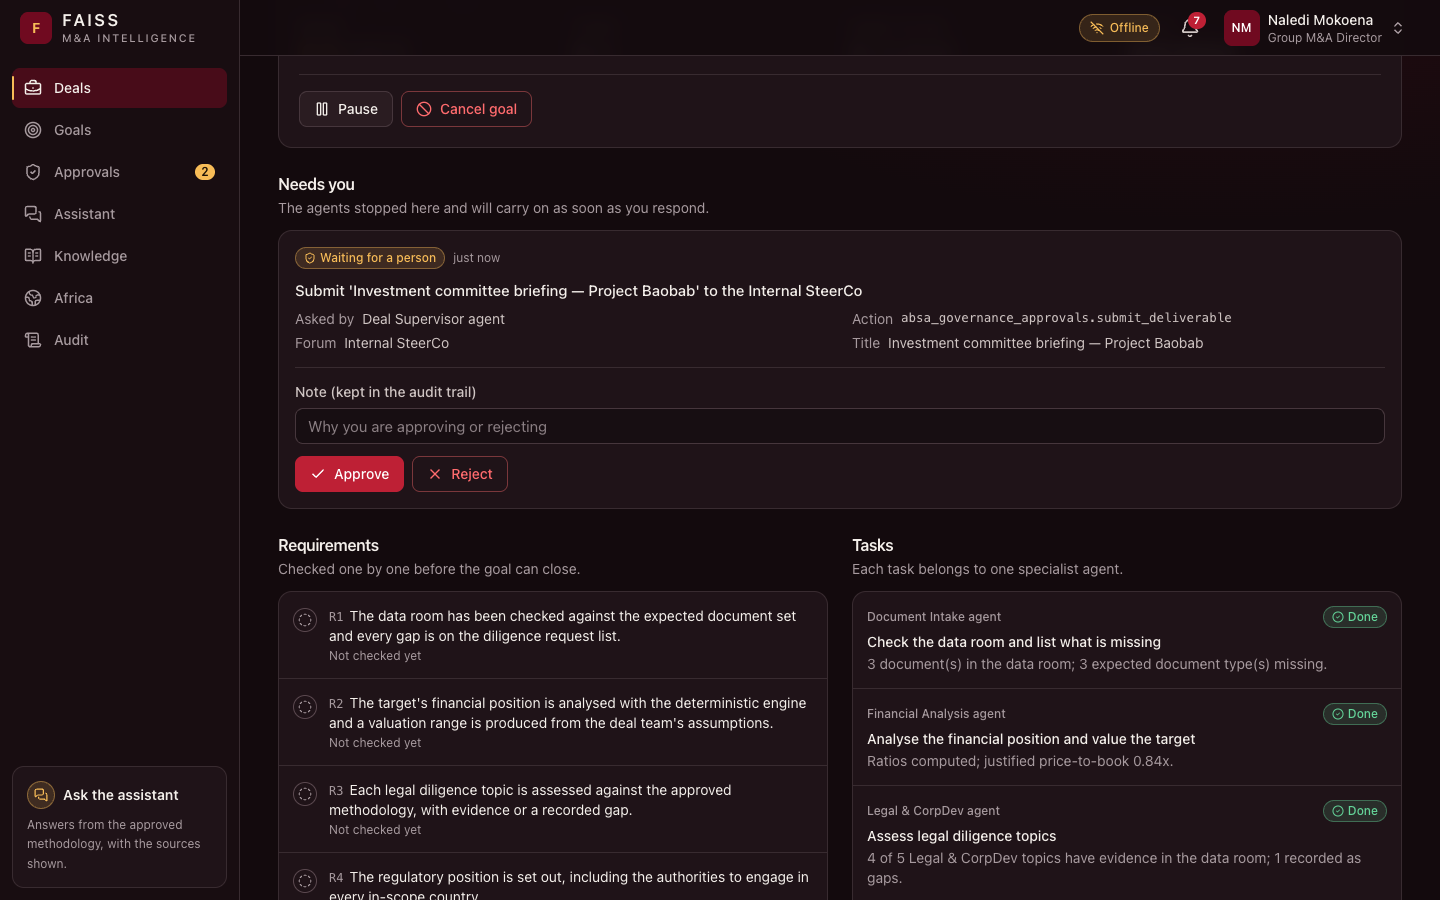 F
FAISS
M&A INTELLIGENCE
Deals
Goals
Approvals 2
Assistant
Knowledge
Africa
Audit
Ask the assistant
Answers from the approved
methodology, with the sources
shown.
Offline
7
NM
Naledi Mokoena
Group M&A Director
Pause
Cancel goal
Needs you
The agents stopped here and will carry on as soon as you respond.
Waiting for a person just now
Submit 'Investment committee briefing — Project Baobab' to the Internal SteerCo
Asked by Deal Supervisor agent
Action absa_governance_approvals.submit_deliverable
Forum Internal SteerCo
Title Investment committee briefing — Project Baobab
Note (kept in the audit trail)
Why you are approving or rejecting
Approve
Reject
Requirements
Checked one by one before the goal can close.
R1 The data room has been checked against the expected document set
and every gap is on the diligence request list.
Not checked yet
R2 The target's financial position is analysed with the deterministic engine
and a valuation range is produced from the deal team's assumptions.
Not checked yet
R3 Each legal diligence topic is assessed against the approved
methodology, with evidence or a recorded gap.
Not checked yet
R4 The regulatory position is set out, including the authorities to engage in
every in-scope country.
Tasks
Each task belongs to one specialist agent.
Document Intake agent
Done
Check the data room and list what is missing
3 document(s) in the data room; 3 expected document type(s) missing.
Financial Analysis agent
Done
Analyse the financial position and value the target
Ratios computed; justified price-to-book 0.84x.
Legal & CorpDev agent
Done
Assess legal diligence topics
4 of 5 Legal & CorpDev topics have evidence in the data room; 1 recorded as
gaps.